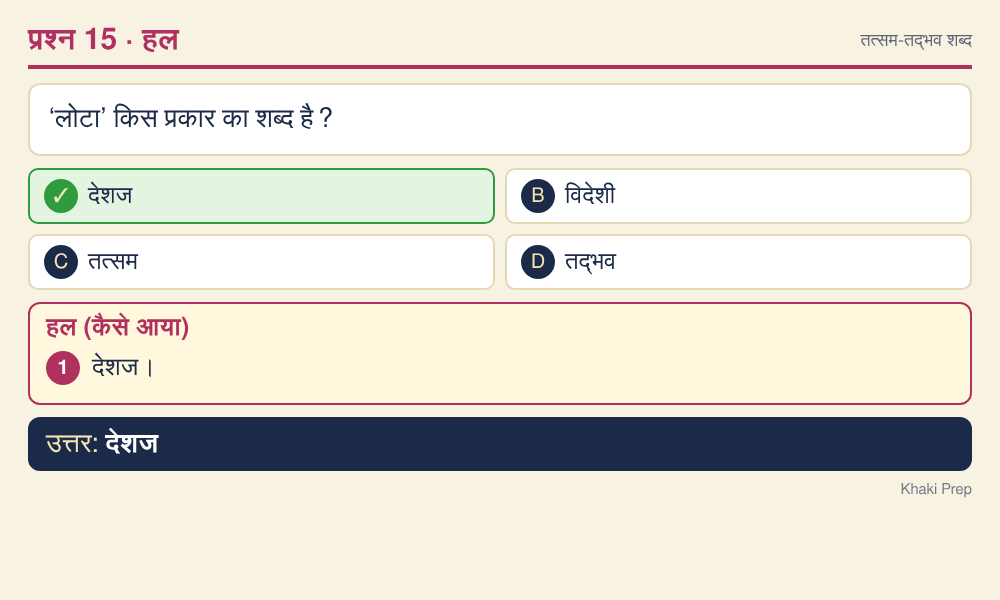 प्रश्न 15 · हल
तत्सम-तद्भव शब्द
‘लोटा’ किस प्रकार का शब्द है ?
✓ देशज
B विदेशी
C तत्सम
D तद्भव
हल (कैसे आया)
1 देशज ।
उत्तर: देशज
Khaki Prep